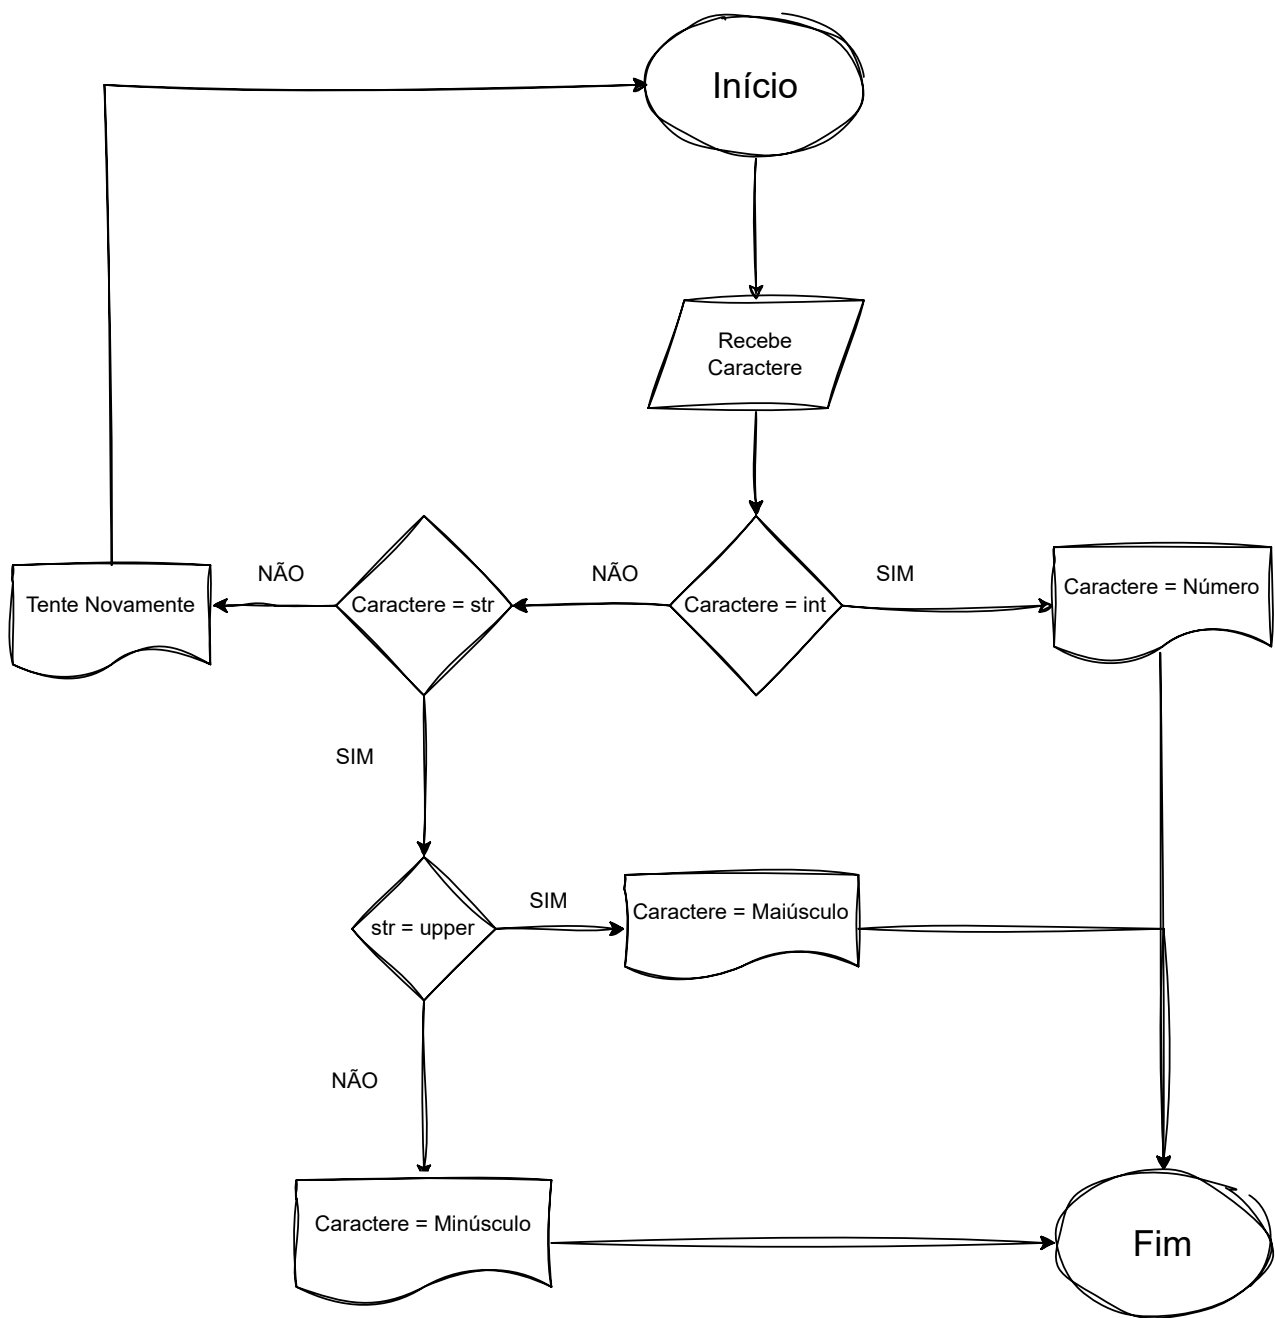 Início
Recebe
Caractere
NÃO
NÃO
SIM
Caractere = Número
Tente Novamente
Caractere = str
Caractere = int
SIM
SIM
Caractere = Maiúsculo
str = upper
NÃO
Caractere = Minúsculo
Fim